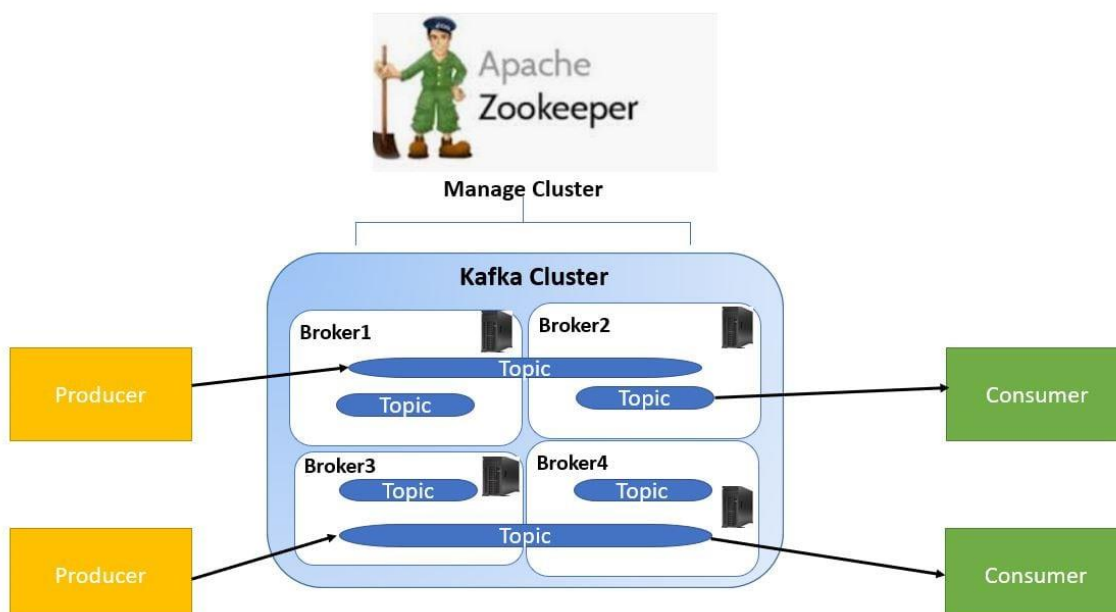 Apache
Zookeeper
Manage Cluster
Kafka Cluster
Broker1
Broker2
Topic
Topic
Topic
Producer
Consumer
Broker3
Broker4
Topic
Topic
Topic
Producer
Consumer